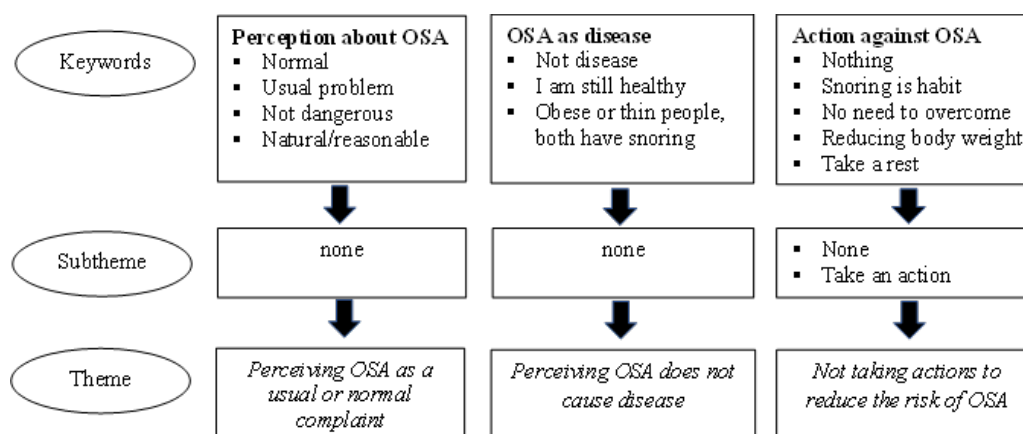 Keywords
Perception about OSA
▪ Normal
▪ Usual problem
▪ Not dangerous
▪ Natural/reasonable
OSA as disease
▪ Not disease
▪ I am still healthy
▪ Obese or thin people,
both have snoring
Action against OSA
▪ Nothing
▪ Snoring is habit
▪ No need to overcome
▪ Reducing body weight
▪ Take a rest
Subtheme
none
none
▪ None
▪ Take an action
Theme
Perceiving OSA as a
usual or normal
complaint
Perceiving OSA does not
cause disease
Not taking actions to
reduce the risk of OSA